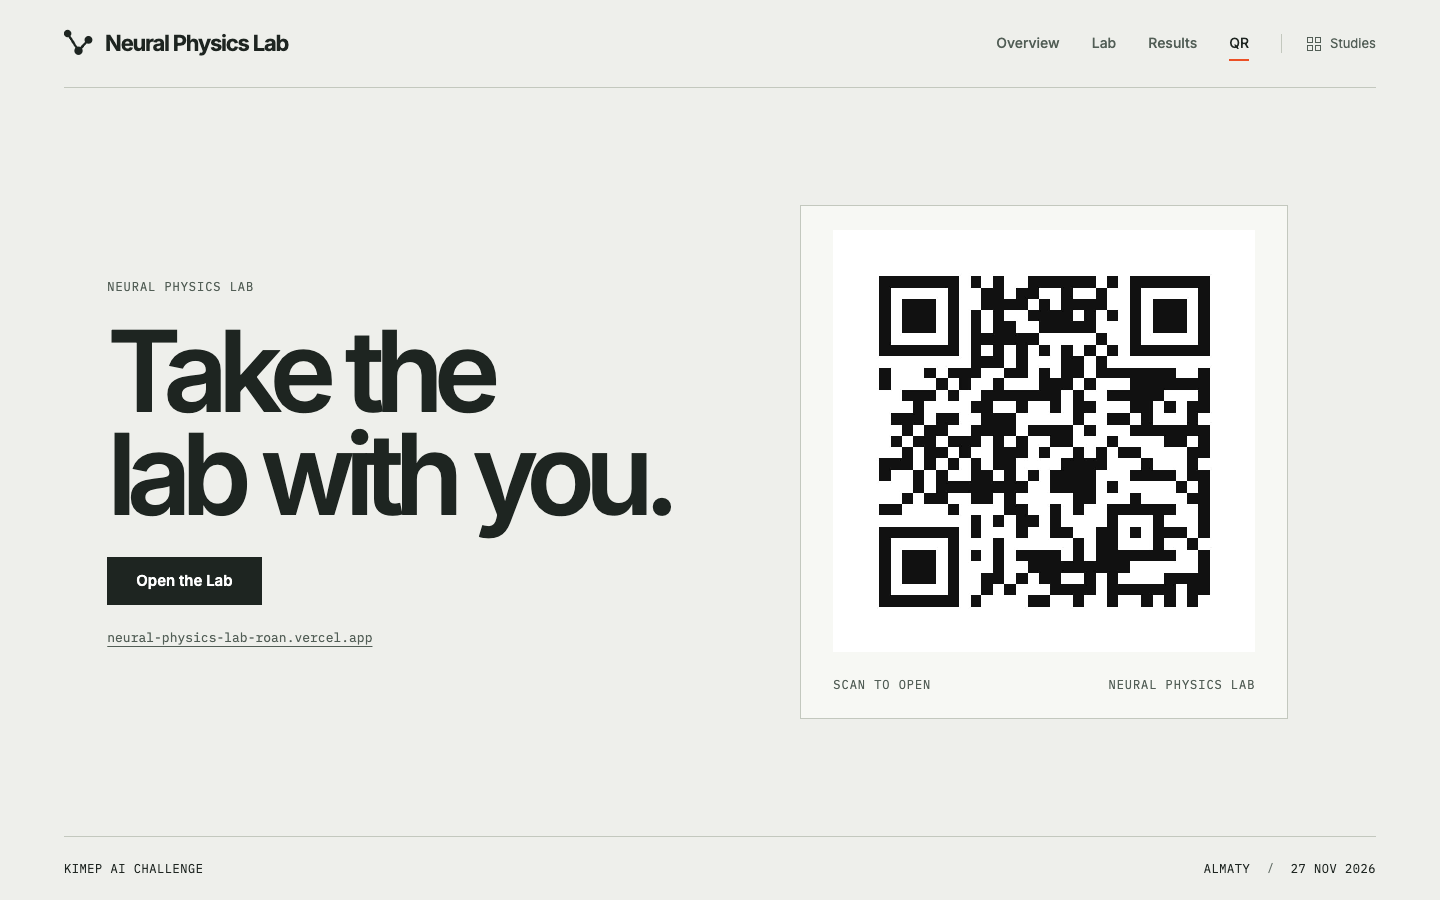 Neural Physics Lab
Overview
Lab
Results
QR
Studies
NEURAL PHYSICS LAB
Take the
lab with you.
Open the Lab
neural-physics-lab-roan.vercel.app
SCAN TO OPEN
NEURAL PHYSICS LAB
KIMEP AI CHALLENGE
ALMATY / 27 NOV 2026